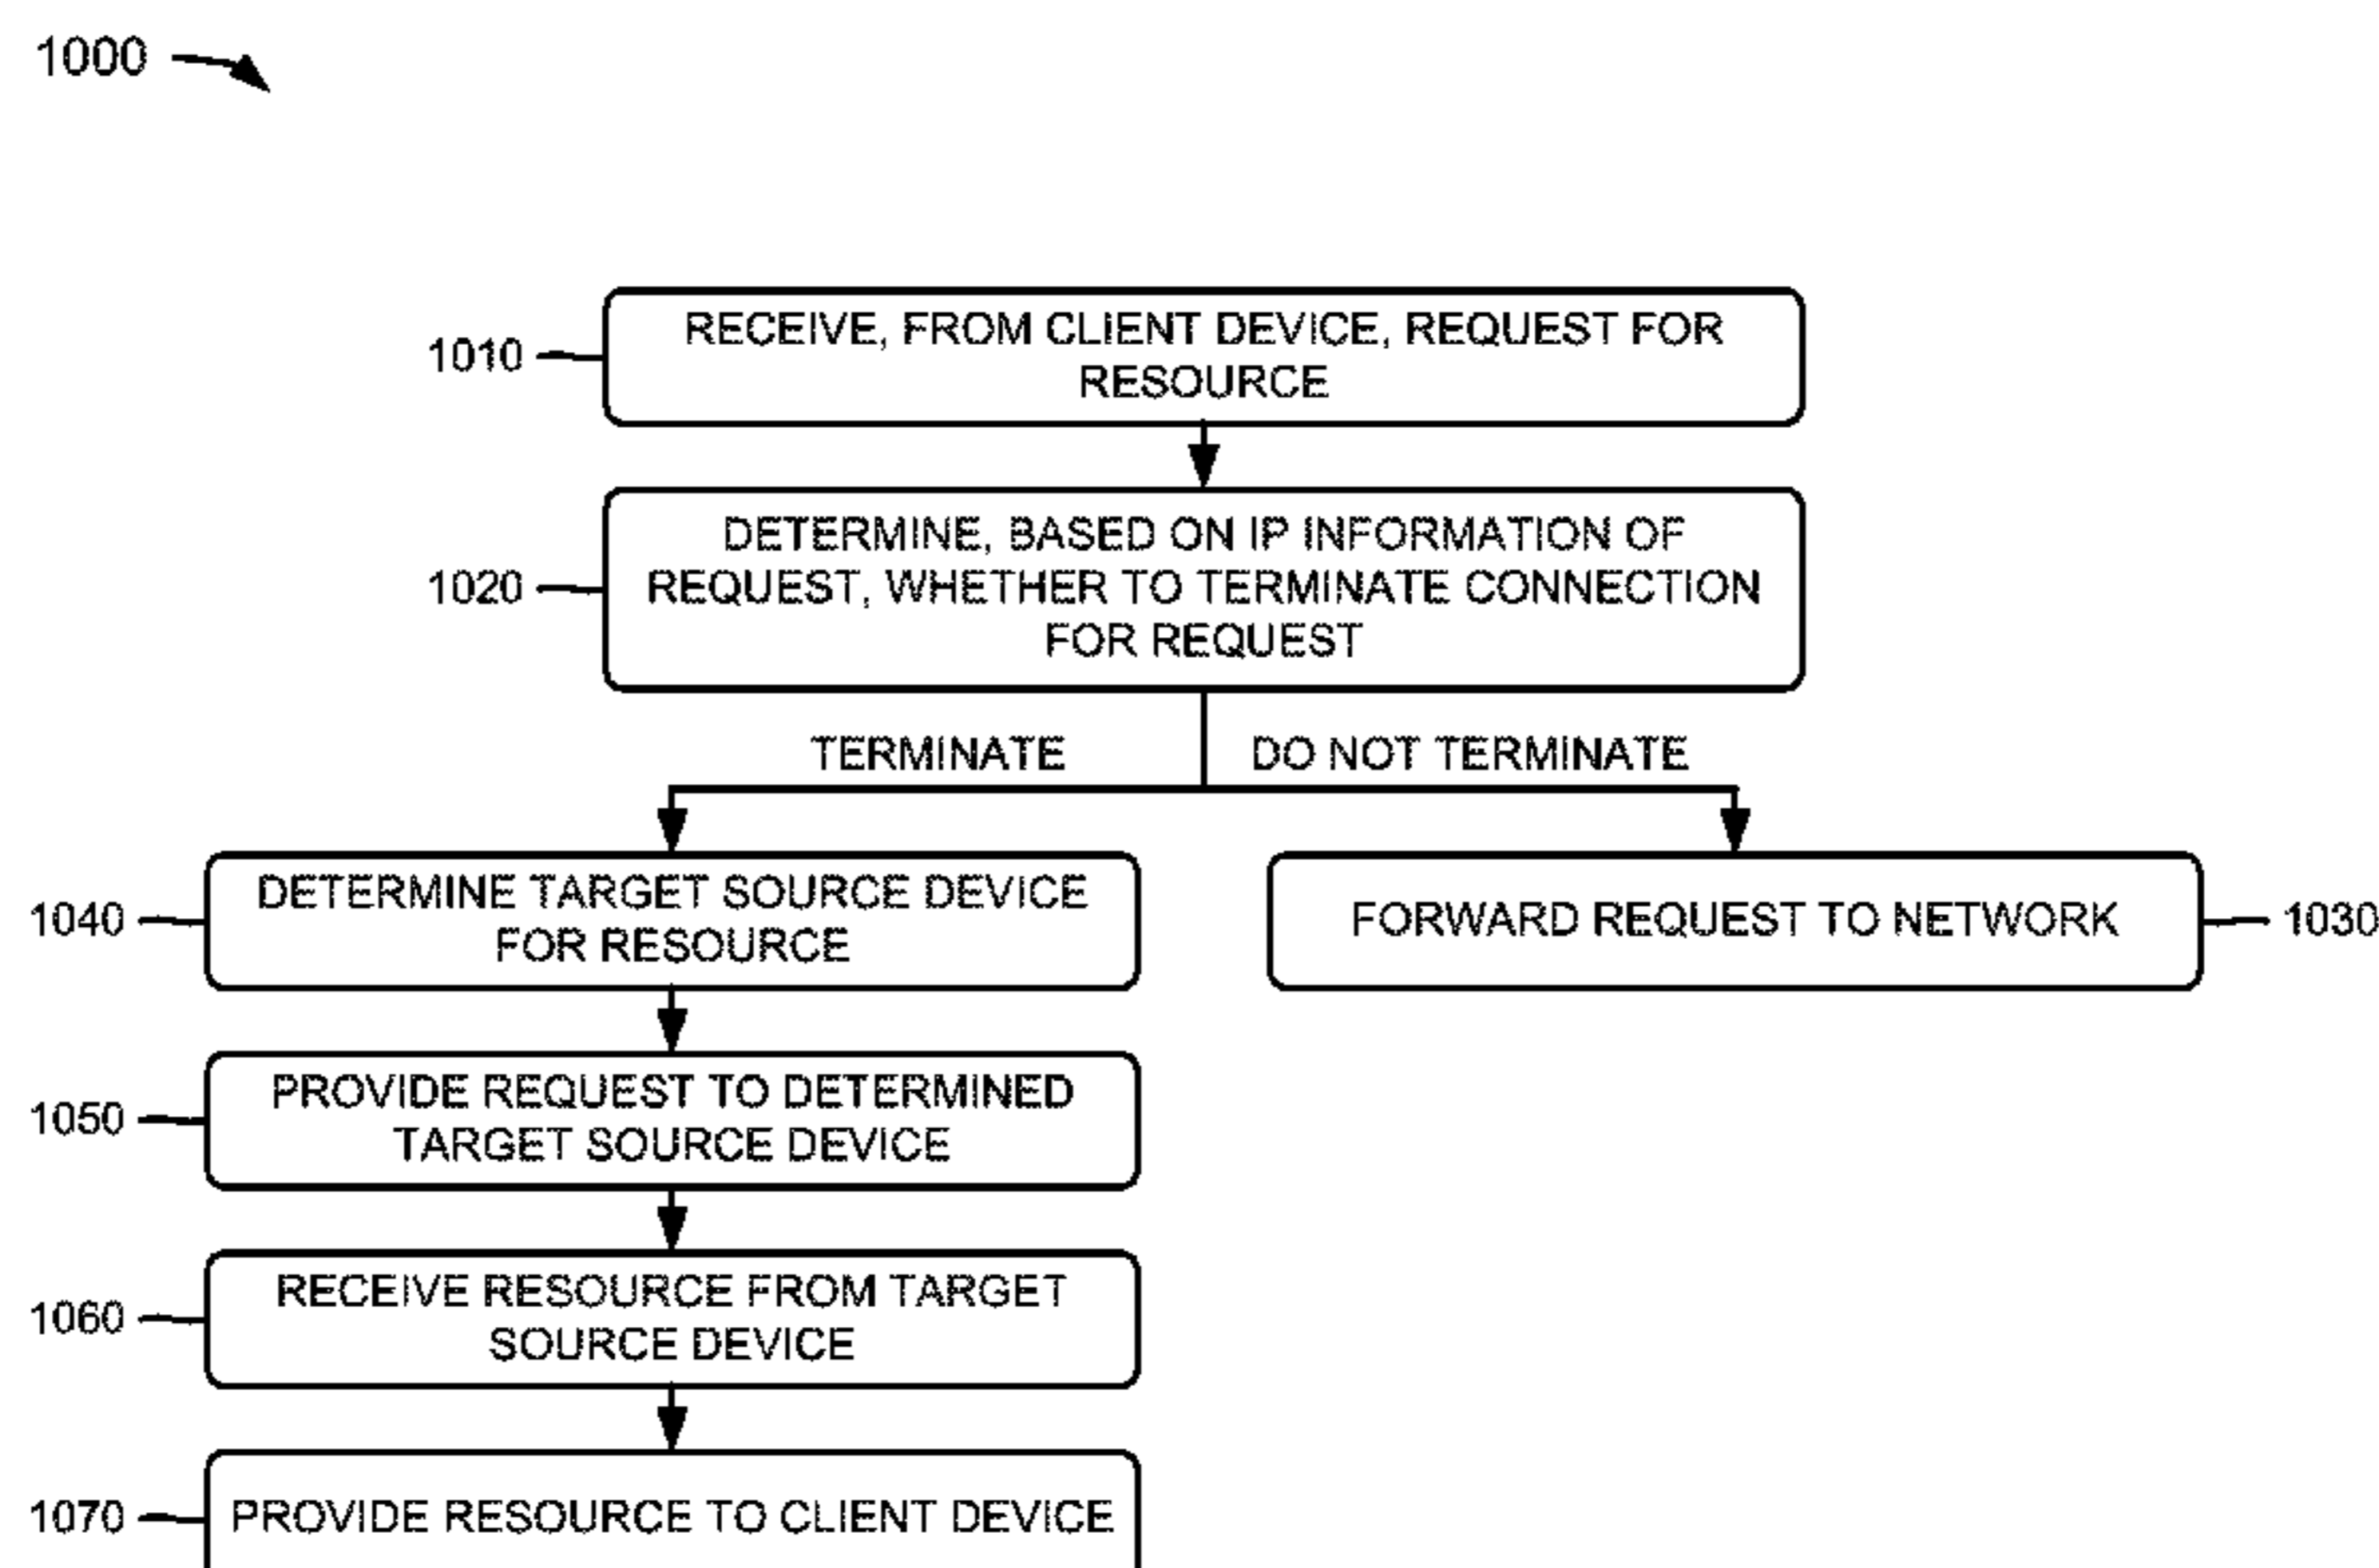 1000
1010
RECEIVE, FROM CLIENT DEVICE, REQUEST FOR
RESOURCE
1020
DETERMINE, BASED ON IP INFORMATION OF
REQUEST, WHETHER TO TERMINATE CONNECTION
FOR REQUEST
TERMINATE
DO NOT TERMINATE
1040
DETERMINE TARGET SOURCE DEVICE
FOR RESOURCE
FORWARD REQUEST TO NETWORK
1030
1050
PROVIDE REQUEST TO DETERMINED
TARGET SOURCE DEVICE
1060
RECEIVE RESOURCE FROM TARGET
SOURCE DEVICE
1070
PROVIDE RESOURCE TO CLIENT DEVICE